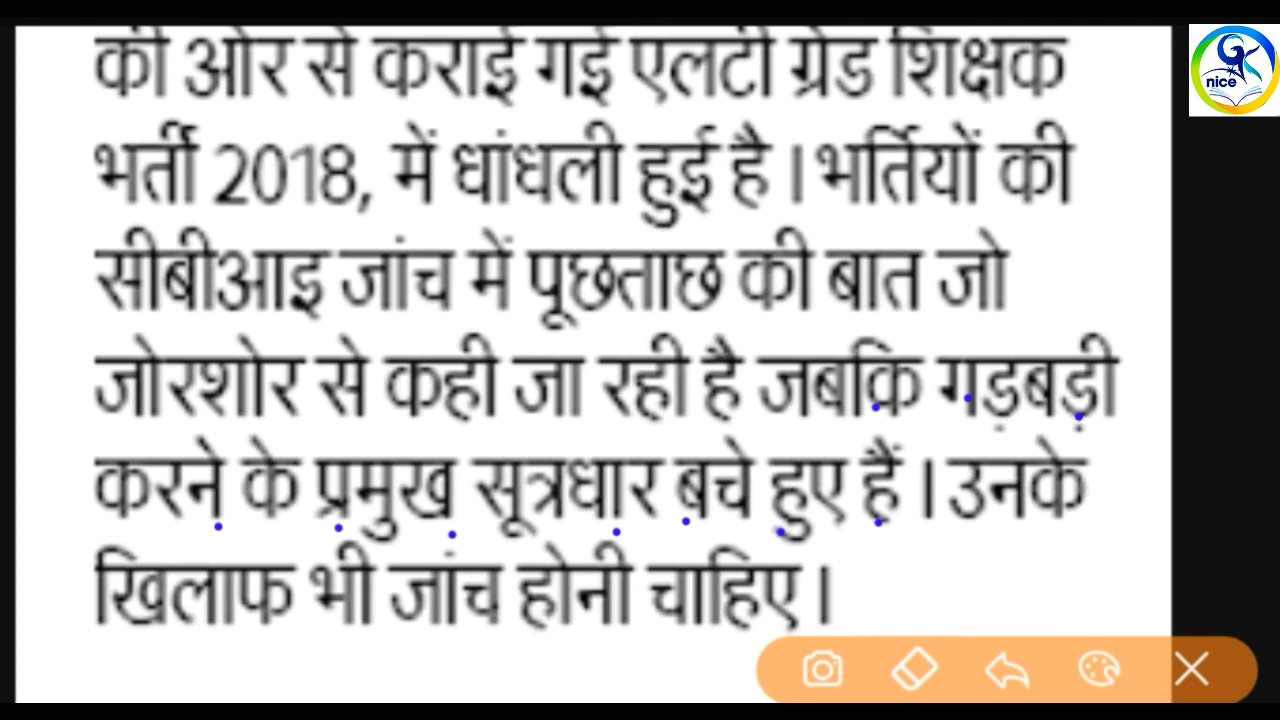 की ओर से कराई गई एलटी ग्रेड शिक्षक
भर्ती 2018, में धांधली हुई है । भर्तियों की
सीबीआइ जांच में पूछताछ की बात जो
जोरशोर से कही जा रही है जबकि गड़बड़ी
करने के प्रमुख सूत्रधार बचे हुए हैं । उनके
खिलाफ भी जांच होनी चाहिए ।
GK
nice